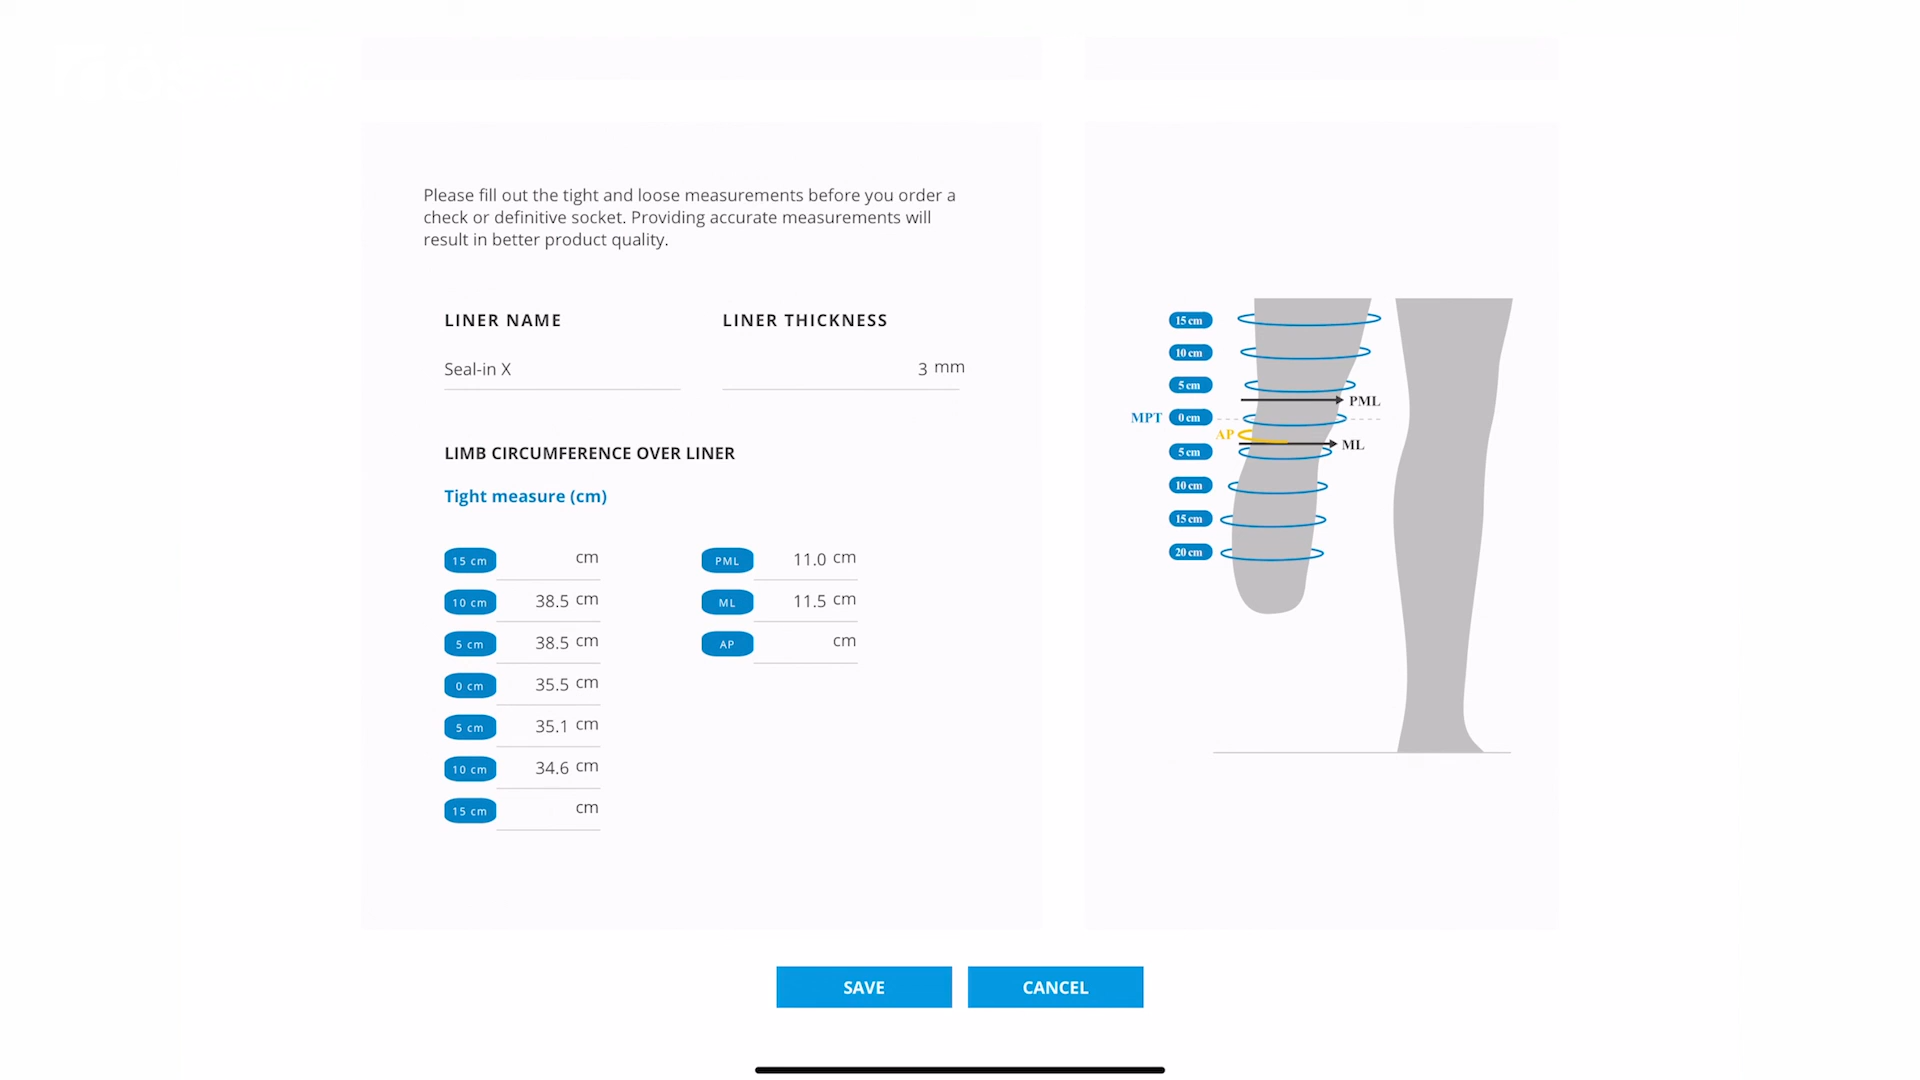 Please fill out the tight and loose measurements before you order a
check or definitive socket. Providing accurate measurements will
result in better product quality.
LINER NAME
Seal-in X
LINER THICKNESS
3 mm
LIMB CIRCUMFERENCE OVER LINER
Tight measure (cm)
15 cm cm
10 cm 38.5 cm
5 cm 38.5 cm
0 cm 35.5 cm
5 cm 35.1 cm
10 cm 34.6 cm
15 cm cm
PML 11.0 cm
ML 11.5 cm
AP cm
15 cm
10 cm
5 cm
PML
MPT 0 cm
AP
ML
5 cm
10 cm
15 cm
20 cm
SAVE
CANCEL